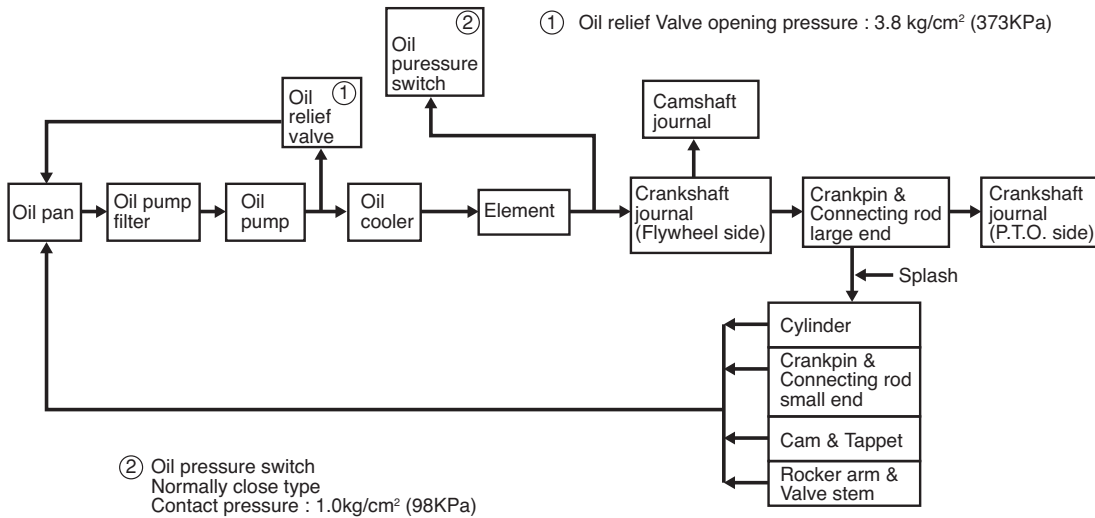 ① Oil relief Valve opening pressure : 3.8 kg/cm² (373KPa)
②
Oil
puressure
switch
①
Oil
relief
valve
Camshaft
journal
Oil pan
Oil pump
filter
Oil
pump
Oil
cooler
Element
Crankshaft
journal
(Flywheel side)
Crankpin &
Connecting rod
large end
Crankshaft
journal
(P.T.O. side)
Splash
Cylinder
Crankpin &
Connecting rod
small end
Cam & Tappet
Rocker arm &
Valve stem
② Oil pressure switch
Normally close type
Contact pressure : 1.0kg/cm² (98KPa)